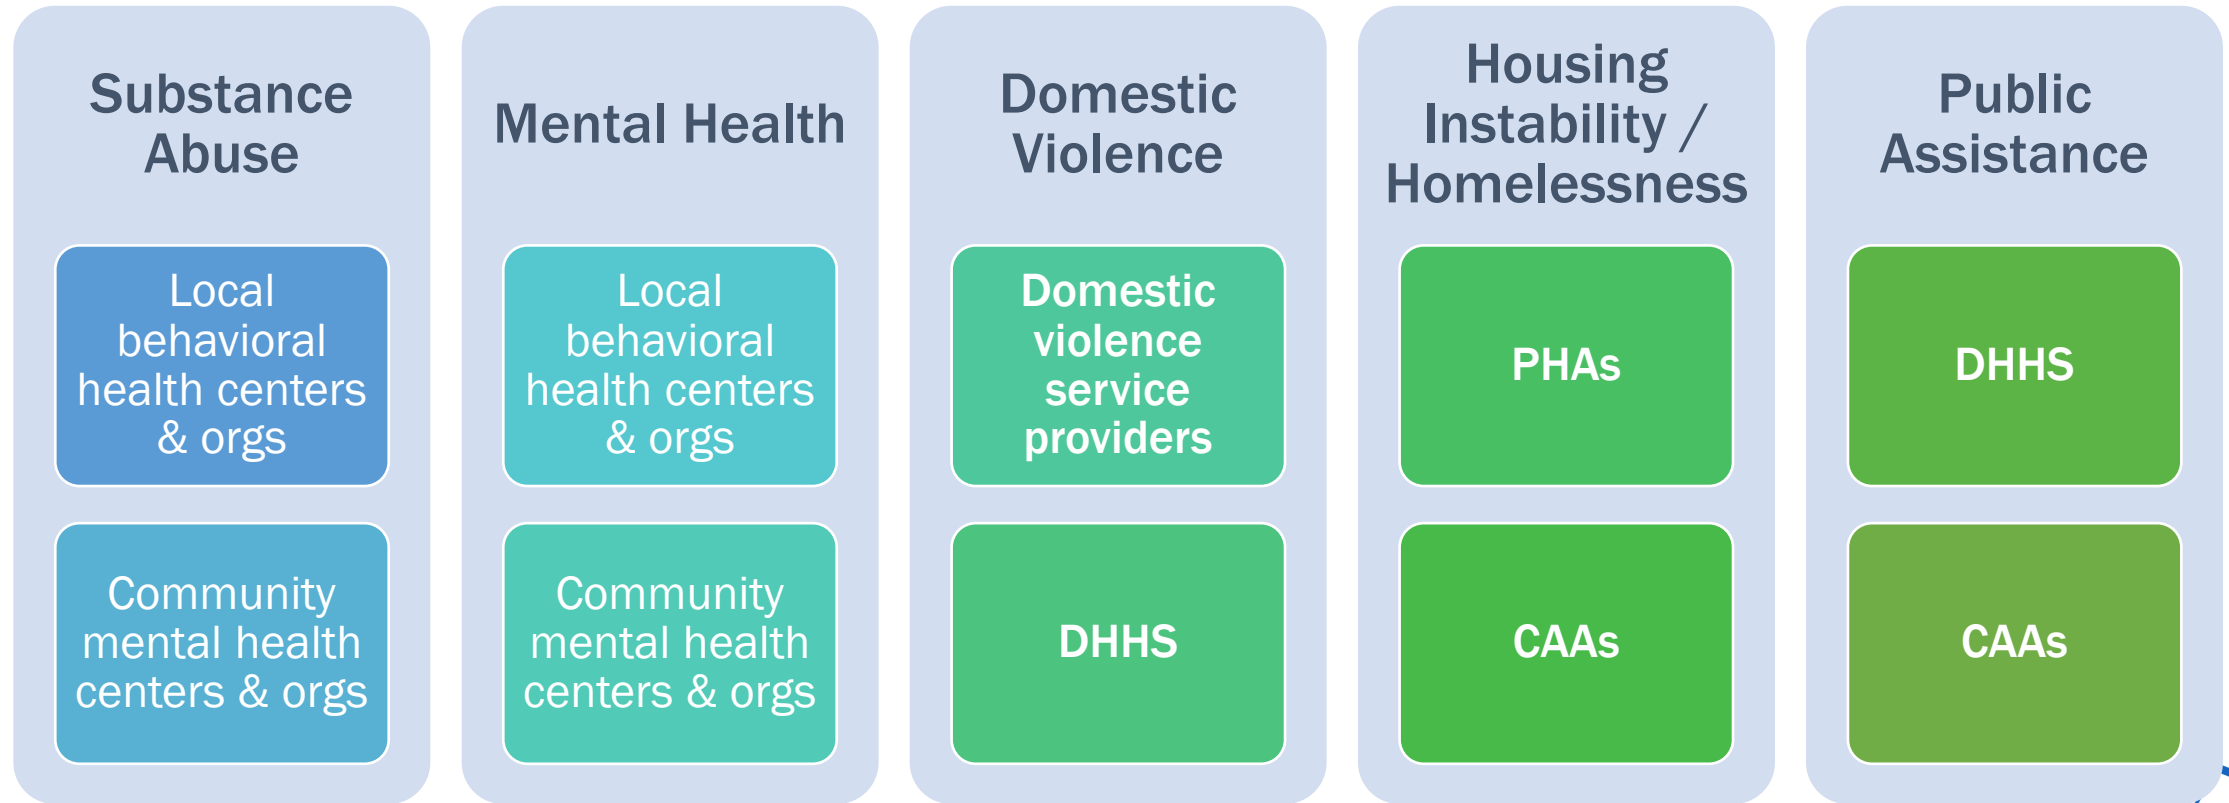 Substance
Abuse
Local
behavioral
health centers
& orgs
Community
mental health
centers & orgs
Mental Health
Local
behavioral
health centers
& orgs
Community
mental health
centers & orgs
Domestic
Violence
Domestic
violence
service
providers
DHHS
Housing
Instability /
Homelessness
PHAs
CAAs
Public
Assistance
DHHS
CAAs